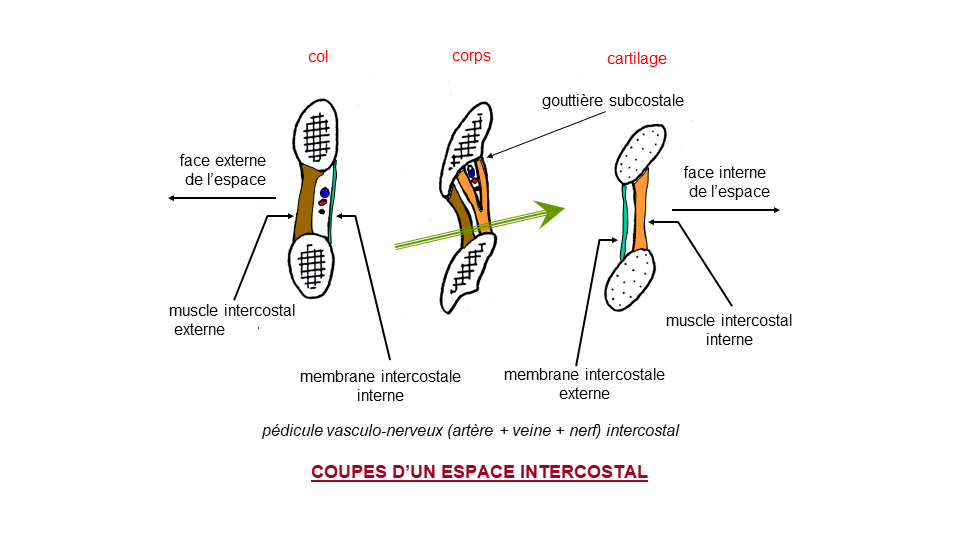 col
corps
cartilage
gouttière subcostale
face externe
de l’espace
face interne
de l’espace
muscle intercostal
externe
muscle intercostal
interne
membrane intercostale
interne
membrane intercostale
externe
pédicule vasculo-nerveux (artère + veine + nerf) intercostal
COUPES D’UN ESPACE INTERCOSTAL